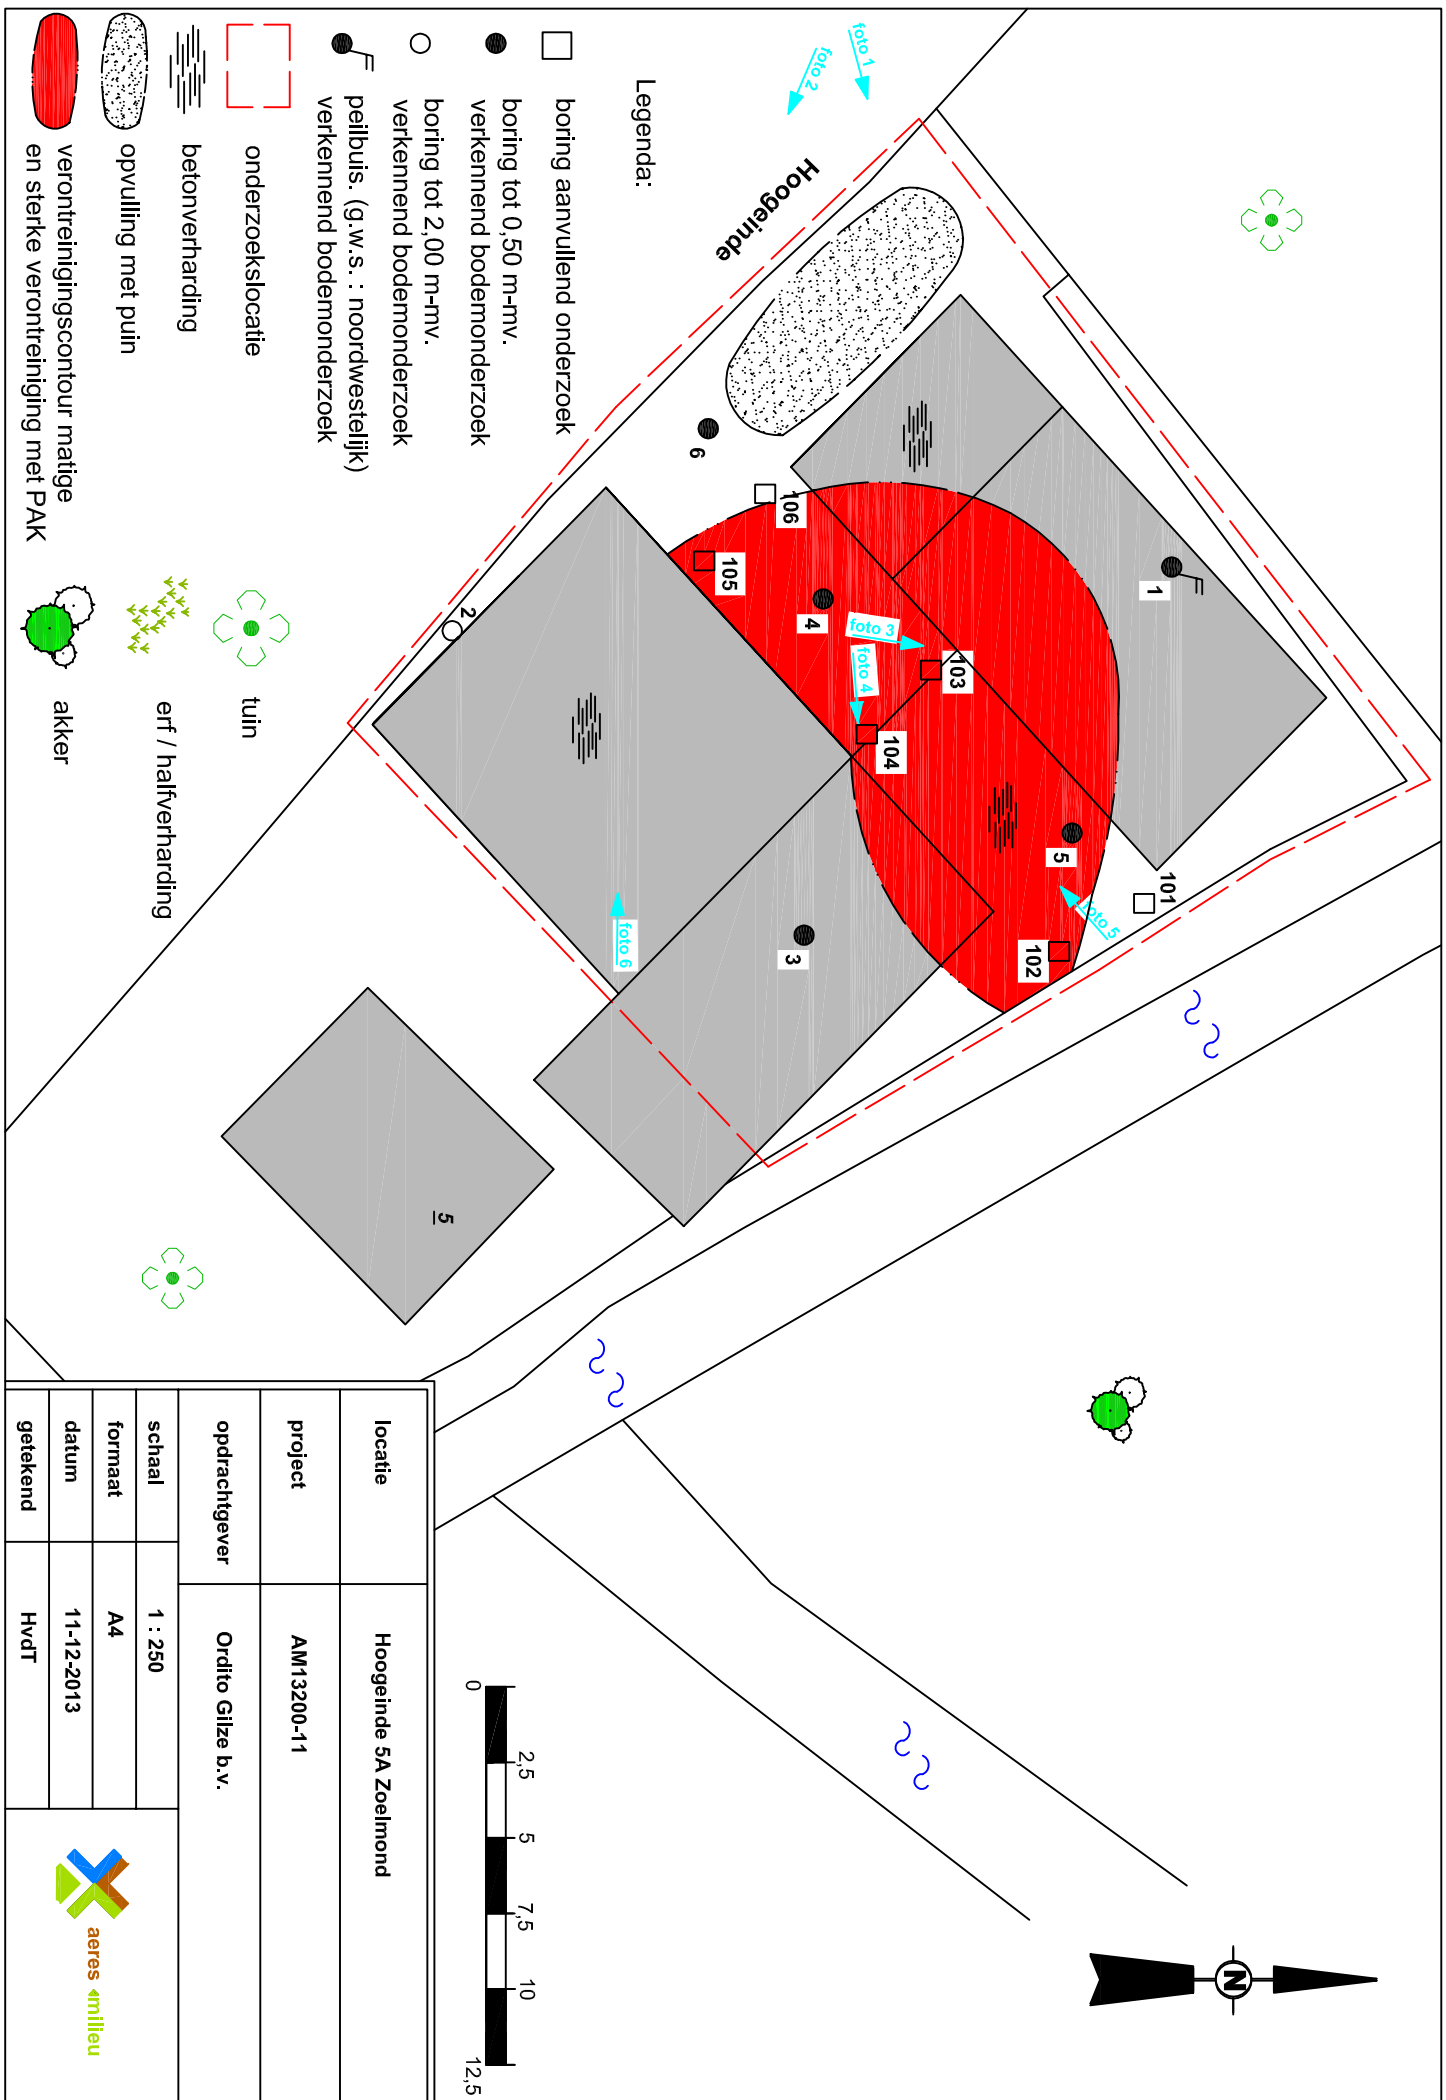 foto 1
foto 2
Hoogeinde
6
106
105
4
foto 3
103
foto 4
104
1
5
101
foto 5
102
3
2
foto 6
5
Legenda:
boring aanvullend onderzoek
boring tot 0,50 m-mv.
verkennend bodemonderzoek
boring tot 2,00 m-mv.
verkennend bodemonderzoek
peilbuis. (g.w.s. : noordwestelijk)
verkennend bodemonderzoek
onderzoekslocatie
betonverharding
opvulling met puin
verontreinigingscontour matige
en sterke verontreiniging met PAK
tuin
erf / halfverharding
akker
N
0 2,5 5 7,5 10 12,5
locatie Hoogeinde 5A Zoelmond
project AM13200-11
opdrachtgever Ordito Gilze b.v.
schaal 1 : 250
formaat A4
datum 11-12-2013
getekend HvdT
aeres milieu